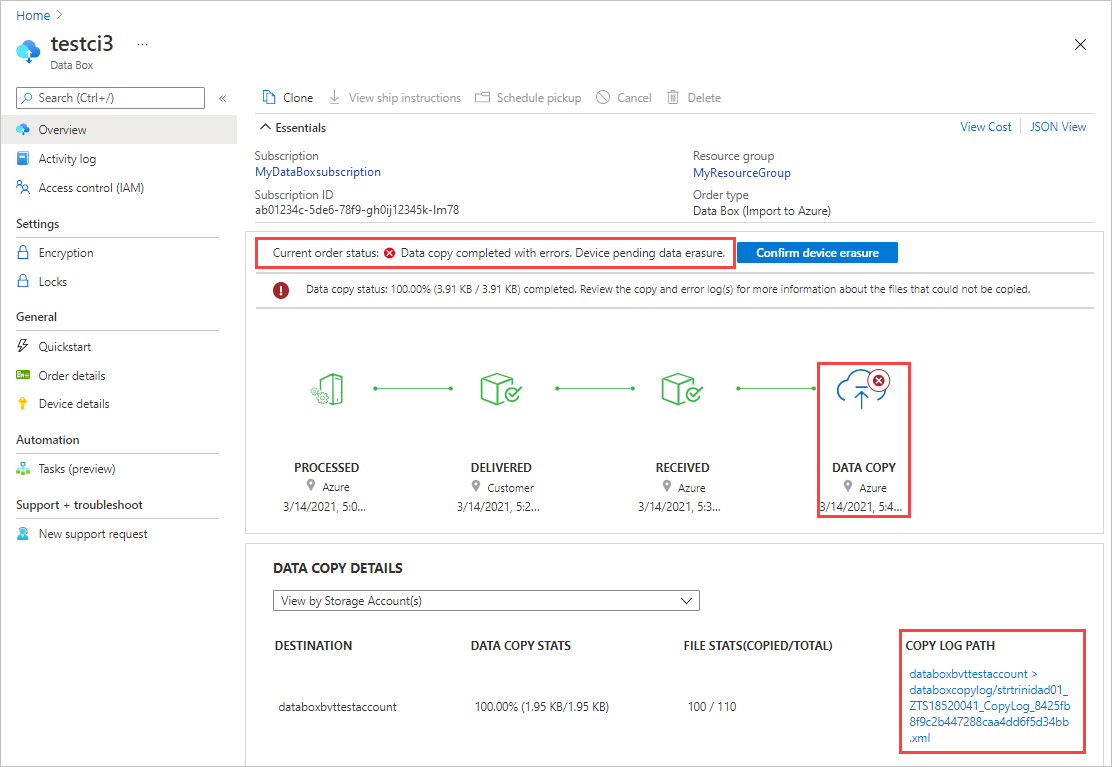 Home >
testci3 ...
Data Box
Search (Ctrl+/)
«
Overview
Activity log
Access control (IAM)
Settings
Encryption
Locks
General
Quickstart
Order details
Device details
Automation
Tasks (preview)
Support + troubleshoot
New support request
Clone View ship instructions Schedule pickup Cancel Delete
Essentials
View Cost JSON View
Subscription
MyDataBoxsubscription
Subscription ID
ab01234c-5de6-78f9-gh0ij12345k-lm78
Resource group
MyResourceGroup
Order type
Data Box (Import to Azure)
Current order status: Data copy completed with errors. Device pending data erasure.
Confirm device erasure
Data copy status: 100.00% (3.91 KB / 3.91 KB) completed. Review the copy and error log(s) for more information about the files that could not be copied.
PROCESSED
Azure
3/14/2021, 5:0...
DELIVERED
Customer
3/14/2021, 5:2...
RECEIVED
Azure
3/14/2021, 5:3...
DATA COPY
Azure
3/14/2021, 5:4...
DATA COPY DETAILS
View by Storage Account(s)
DESTINATION DATA COPY STATS FILE STATS(COPIED/TOTAL) COPY LOG PATH
databoxbvttestaccount 100.00% (1.95 KB/1.95 KB) 100 / 110
databoxbvttestaccount >
databoxcopylog/strtrinidad01_
ZTS18520041_CopyLog_8425fb
8f9c2b447288caa4dd6f5d34bb
.xml